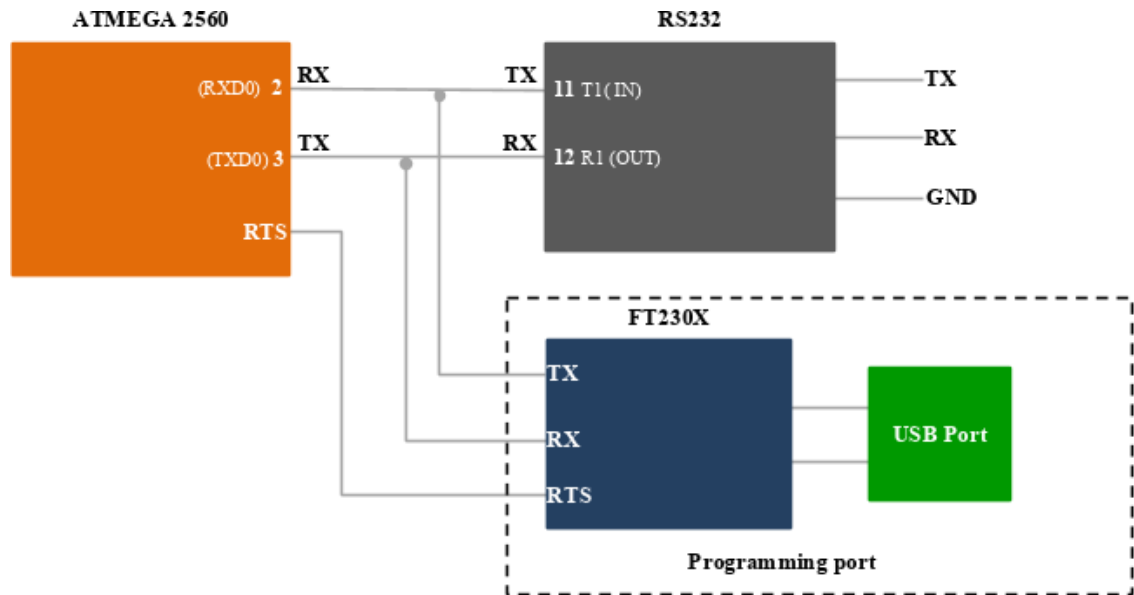 ATMEGA 2560
RS232
(RXD0) 2
RX
TX
11 T1( IN)
TX
(TXD0) 3
TX
RX
12 R1 (OUT)
RX
RTS
GND
FT230X
TX
RX
RTS
USB Port
Programming port